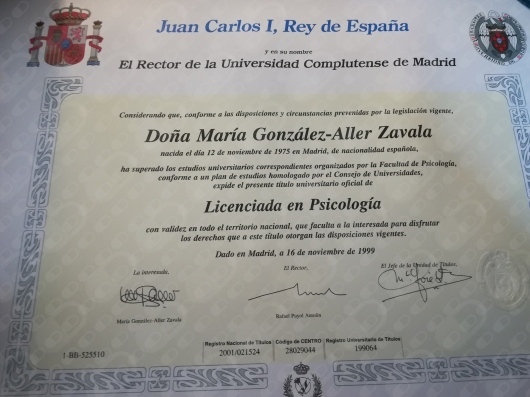 Juan Carlos I, Rey de España
y en su nombre
El Rector de la Universidad Complutense de Madrid
Considerando que, conforme a las disposiciones y circunstancias prevenidas por la legislación vigente,
Doña María González-Aller Zavala
nacida el día 12 de noviembre de 1975 en Madrid, de nacionalidad española,
ha superado los estudios universitarios correspondientes organizados por la Facultad de Psicología,
conforme a un plan de estudios homologado por el Consejo de Universidades,
expide el presente título universitario oficial de
Licenciada en Psicología
con validez en todo el territorio nacional, que faculta a la interesada para disfrutar
los derechos que a este título otorgan las disposiciones vigentes.
Dado en Madrid, a 16 de noviembre de 1999
La interesada,
El Rector,
El Jefe de la Unidad de Títulos,
María González-Aller Zavala
Rafael Puyol Antolín
Registro Nacional de Títulos
Código de CENTRO
Registro Universitario de Títulos
1-BB-525510
2001/021524
28029044
199064